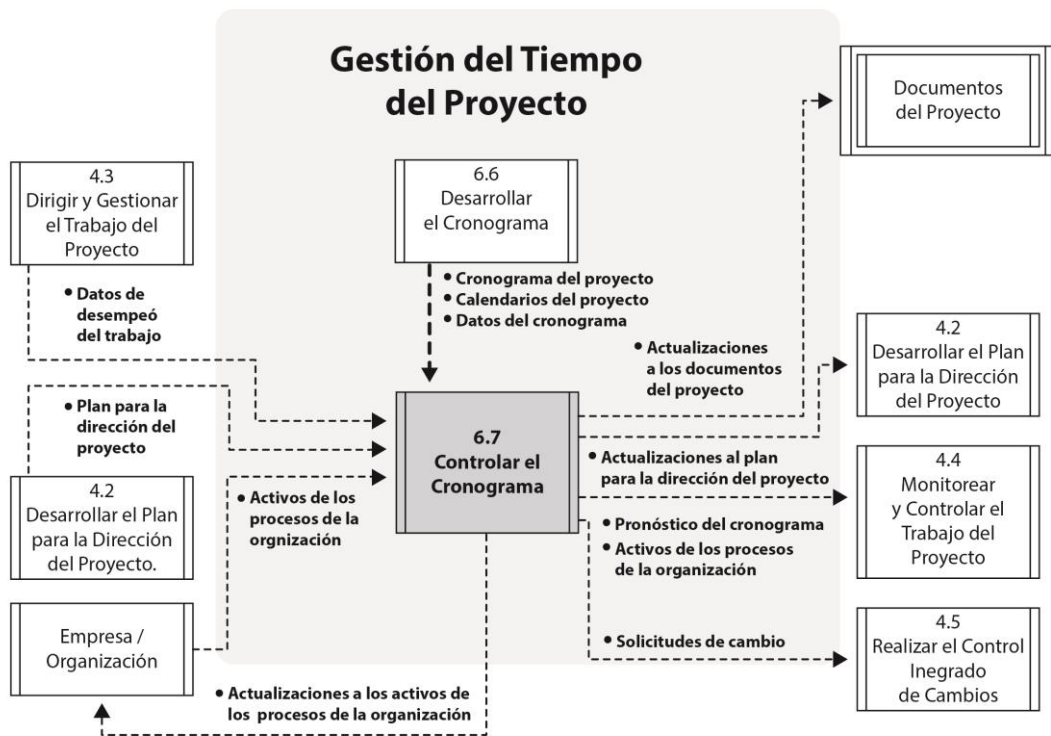 Gestión del Tiempo
del Proyecto
Documentos
del Proyecto
4.3
Dirigir y Gestionar
el Trabajo del
Proyecto
6.6
Desarrollar
el Cronograma
• Datos de
desempeó
del trabajo
• Cronograma del proyecto
• Calendarios del proyecto
• Datos del cronograma
• Actualizaciones
a los documentos
del proyecto
4.2
Desarrollar el Plan
para la Dirección
del Proyecto
• Plan para la
dirección del
proyecto
6.7
Controlar el
Cronograma
• Actualizaciones al plan
para la dirección del proyecto
4.4
Monitorear
y Controlar el
Trabajo del
Proyecto
4.2
Desarrollar el Plan
para la Dirección
del Proyecto.
• Activos de los
procesos de la
orgnización
• Pronóstico del cronograma
• Activos de los procesos
de la organización
Empresa /
Organización
• Solicitudes de cambio
4.5
Realizar el Control
Inegrado
de Cambios
• Actualizaciones a los activos de
los procesos de la organización